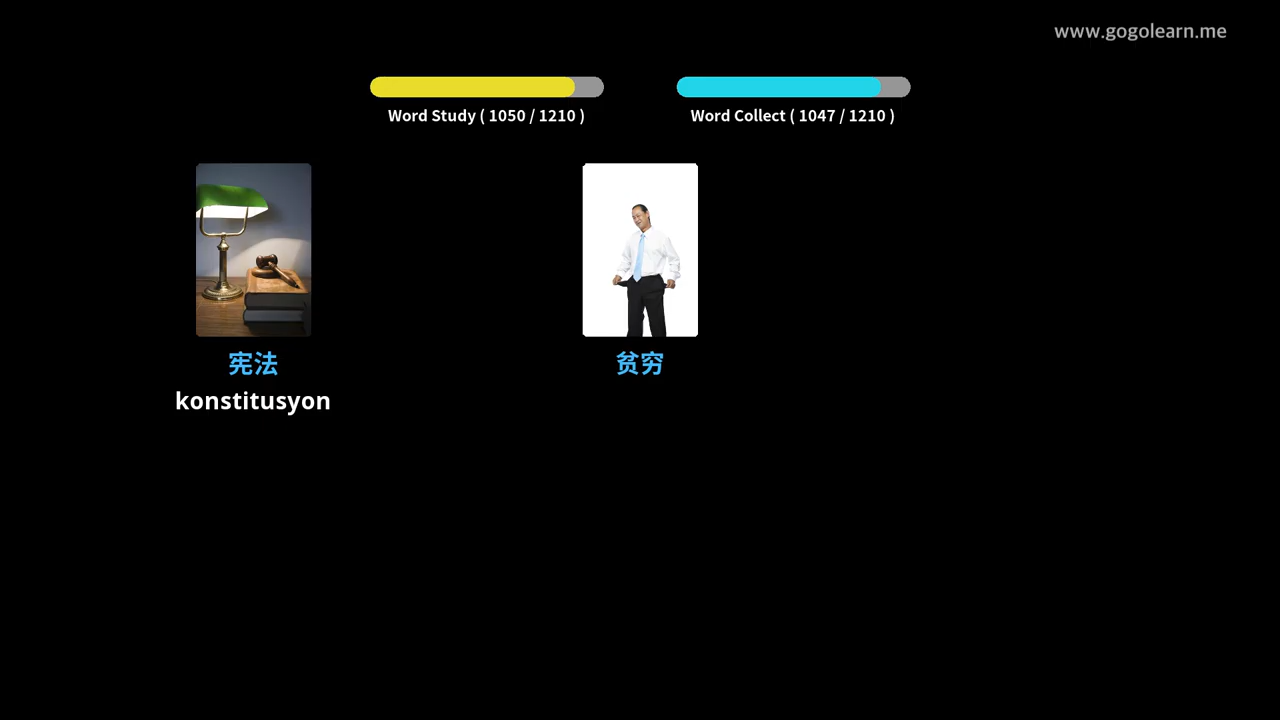 www.gogolearn.me
Word Study ( 1050 / 1210 )
Word Collect ( 1047 / 1210 )
宪法
贫穷
konstitusyon